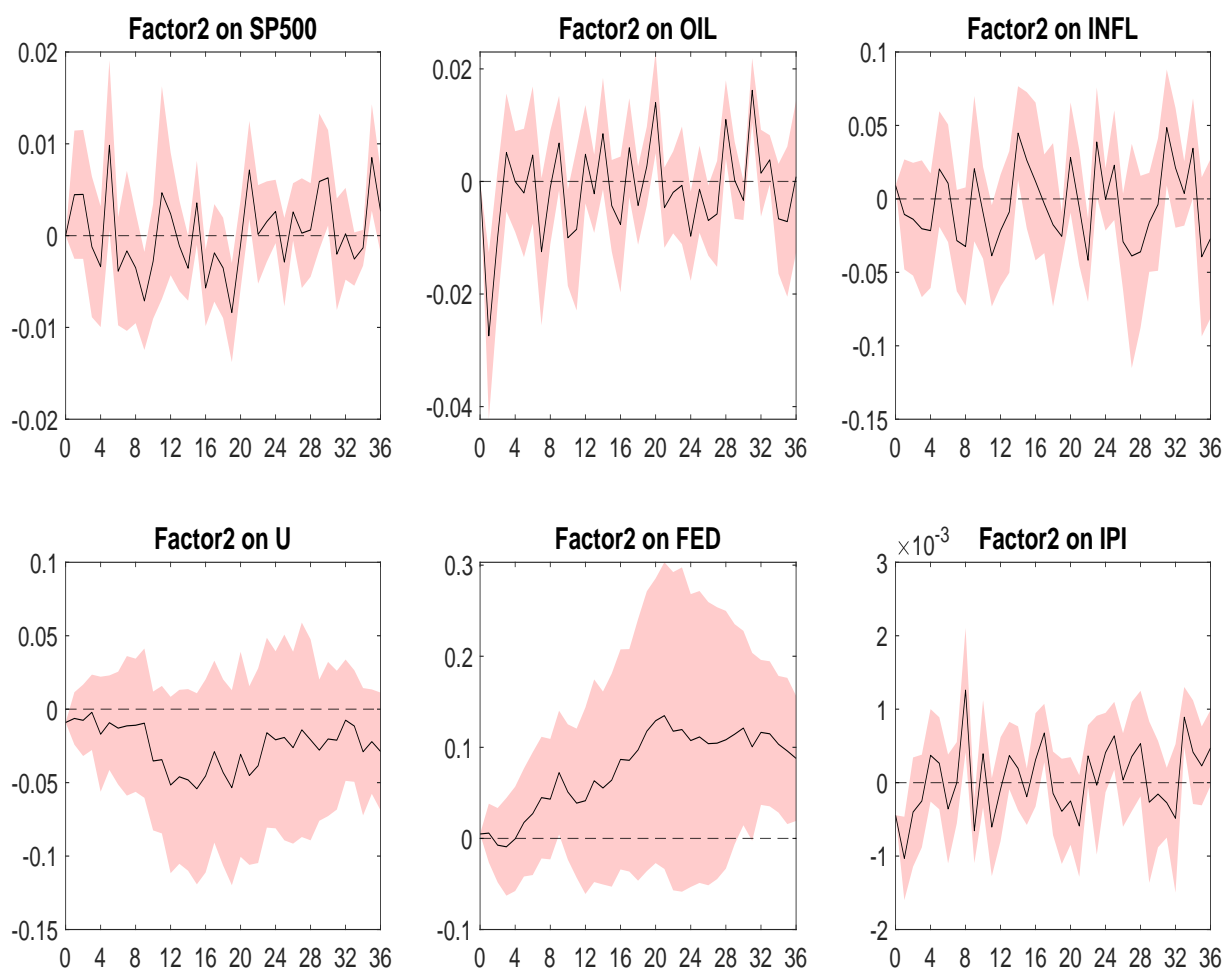 Factor2 on SP500
0.02
0.01
0
-0.01
-0.02
0 4 8 12 16 20 24 28 32 36
Factor2 on OIL
0.02
0
-0.02
-0.04
0 4 8 12 16 20 24 28 32 36
Factor2 on INFL
0.1
0.05
0
-0.05
-0.1
-0.15
0 4 8 12 16 20 24 28 32 36
Factor2 on U
0.1
0.05
0
-0.05
-0.1
-0.15
0 4 8 12 16 20 24 28 32 36
Factor2 on FED
0.3
0.2
0.1
0
-0.1
0 4 8 12 16 20 24 28 32 36
×10⁻³ Factor2 on IPI
3
2
1
0
-1
-2
0 4 8 12 16 20 24 28 32 36